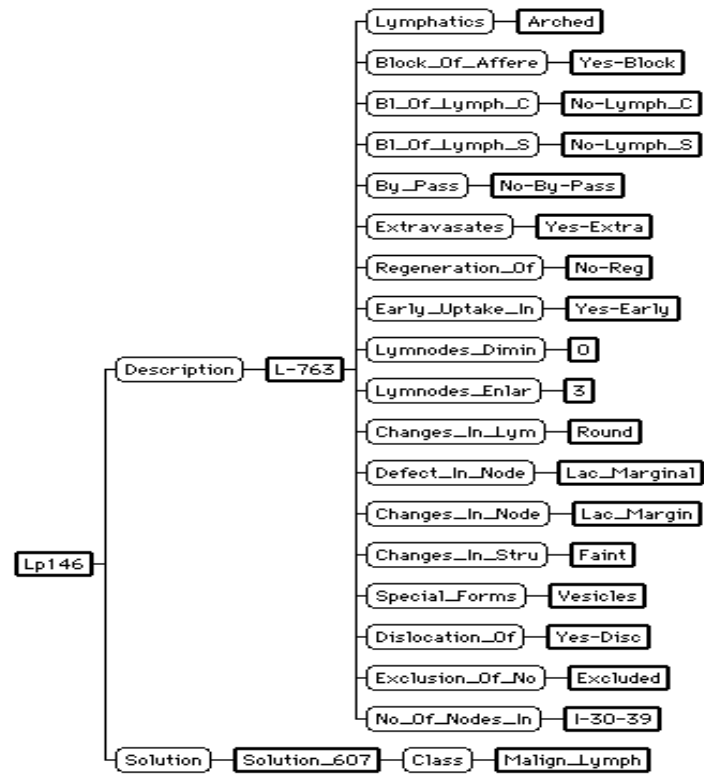 Lymphatics Arched
Block_Of_Affere Yes-Block
Bl_Of_Lymph_C No-Lymph_C
Bl_Of_Lymph_S No-Lymph_S
By_Pass No-By-Pass
Extravasates Yes-Extra
Regeneration_Of No-Reg
Early_Uptake_In Yes-Early
Lymnodes_Dimin 0
Description L-763
Lymnodes_Enlar 3
Changes_In_Lym Round
Defect_In_Node Lac_Marginal
Changes_In_Node Lac_Margin
Changes_In_Stru Faint
Lp146
Special_Forms Vesicles
Dislocation_Of Yes-Disc
Exclusion_Of_No Excluded
No_Of_Nodes_In I-30-39
Solution Solution_607 Class Malign_Lymph